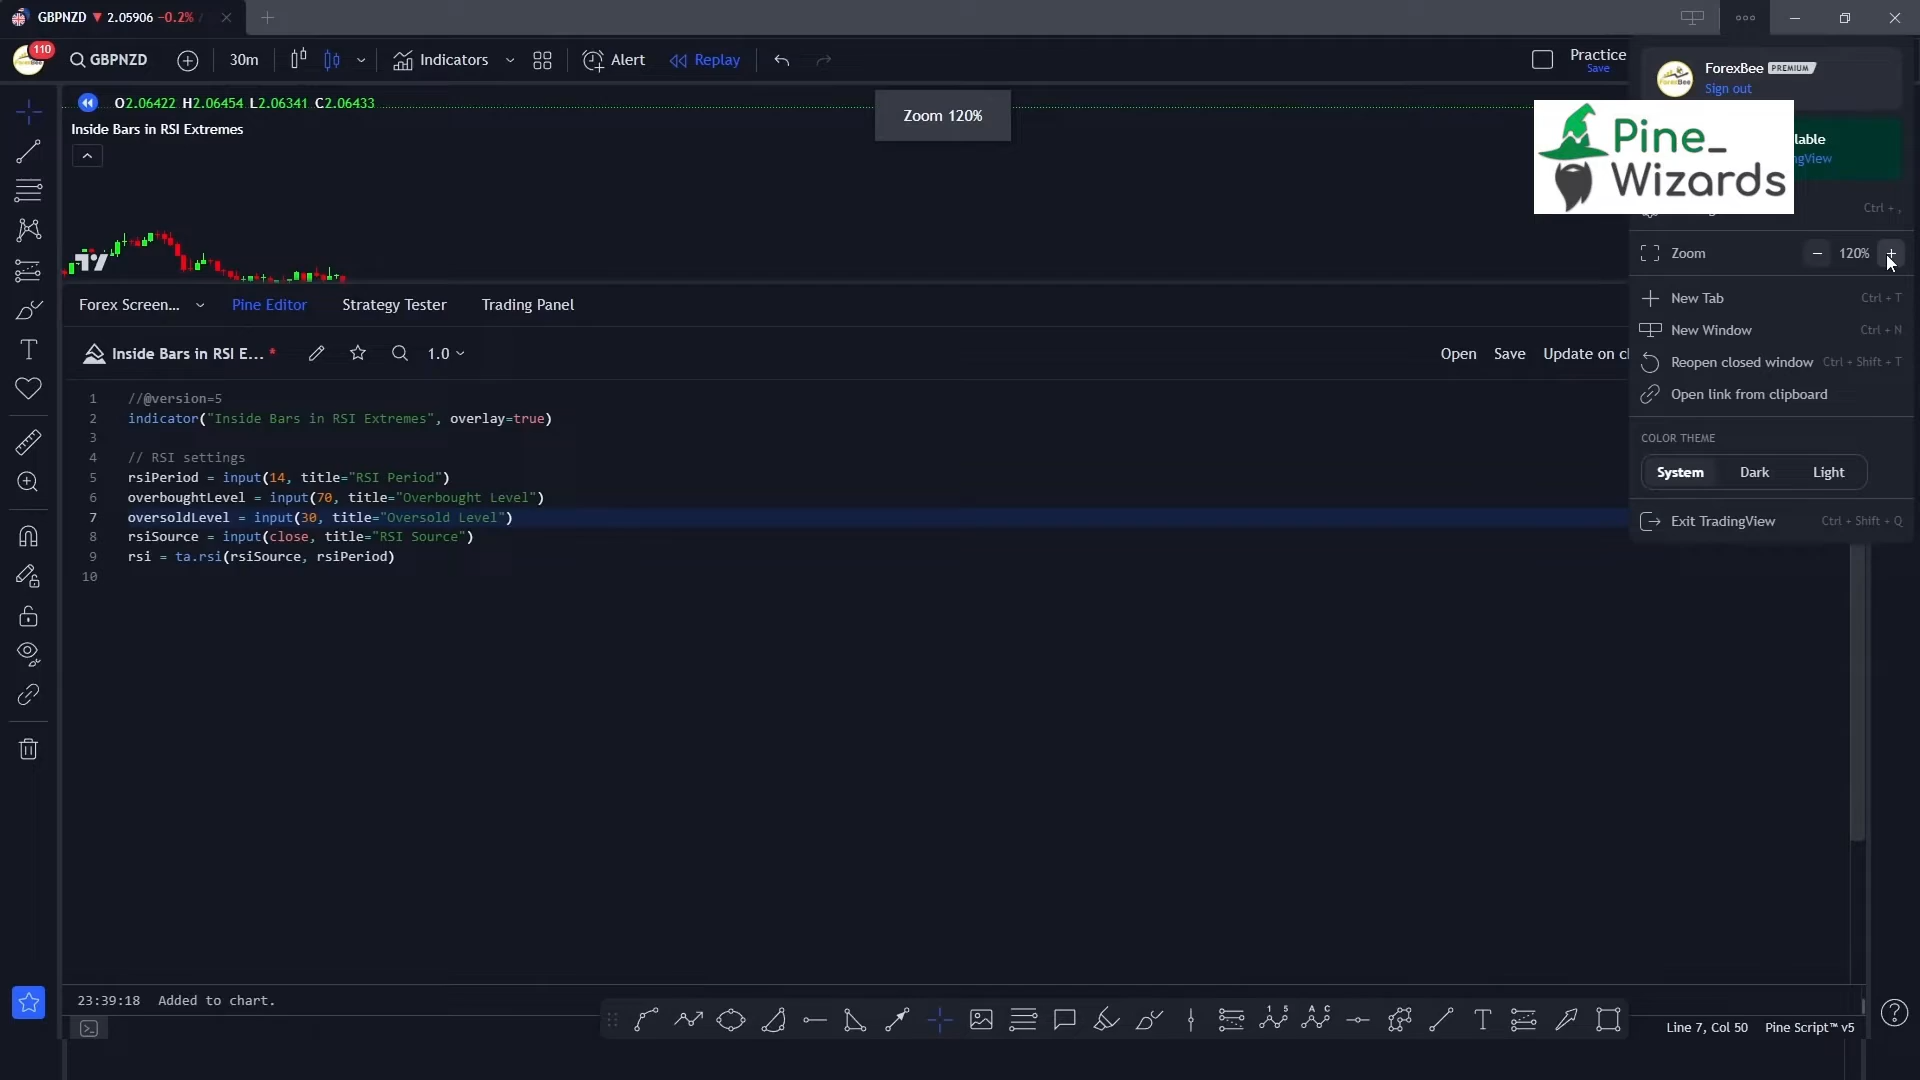 GBPNZD ▼ 2.05906 −0.2% /
110
GBPNZD
30m
Indicators
Alert
Replay
Practice
Save
ForexBee PREMIUM
Sign out
O2.06422 H2.06454 L2.06341 C2.06433
Zoom 120%
Inside Bars in RSI Extremes
Pine_
Wizards
lable
ngView
Ctrl + ,
Zoom
120%
New Tab Ctrl + T
New Window Ctrl + N
Reopen closed window Ctrl + Shift + T
Open link from clipboard
COLOR THEME
System Dark Light
Exit TradingView Ctrl + Shift + Q
Forex Screen... Pine Editor Strategy Tester Trading Panel
Inside Bars in RSI E... * 1.0
Open Save Update on cl
1 //@version=5
2 indicator("Inside Bars in RSI Extremes", overlay=true)
3
4 // RSI settings
5 rsiPeriod = input(14, title="RSI Period")
6 overboughtLevel = input(70, title="Overbought Level")
7 oversoldLevel = input(30, title="Oversold Level")
8 rsiSource = input(close, title="RSI Source")
9 rsi = ta.rsi(rsiSource, rsiPeriod)
10
23:39:18 Added to chart.
Line 7, Col 50 Pine Script™ v5